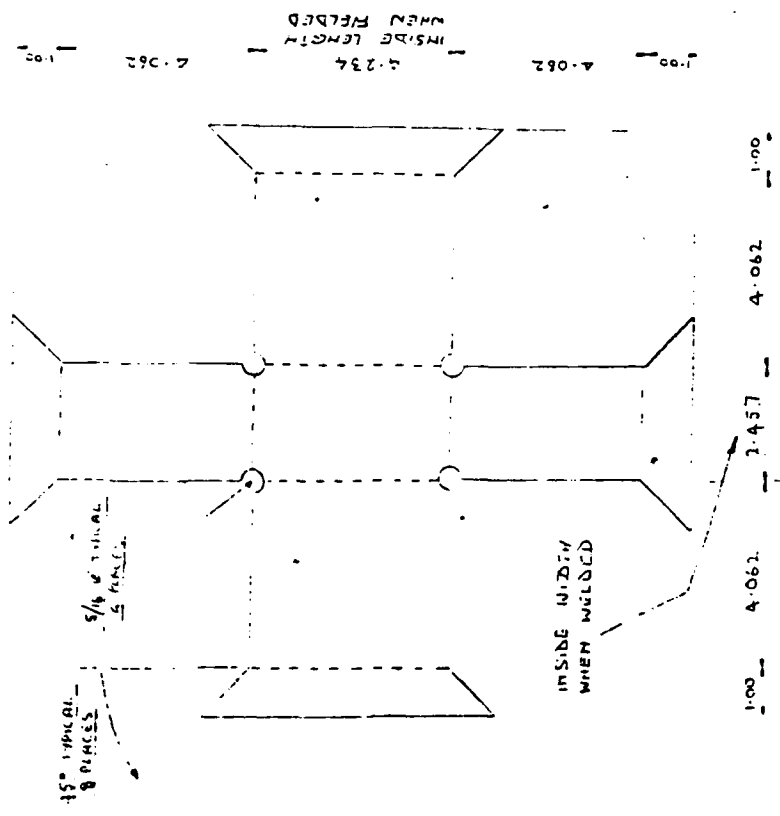 INSIDE LENGTH
WHEN WELDED
1.00
4.062
4.234
4.062
1.00
1.00
4.062
2.457
4.062
1.00
5/16 TYPICAL
4 PLACES
INSIDE WIDTH
WHEN WELDED
45° TYPICAL
8 PLACES